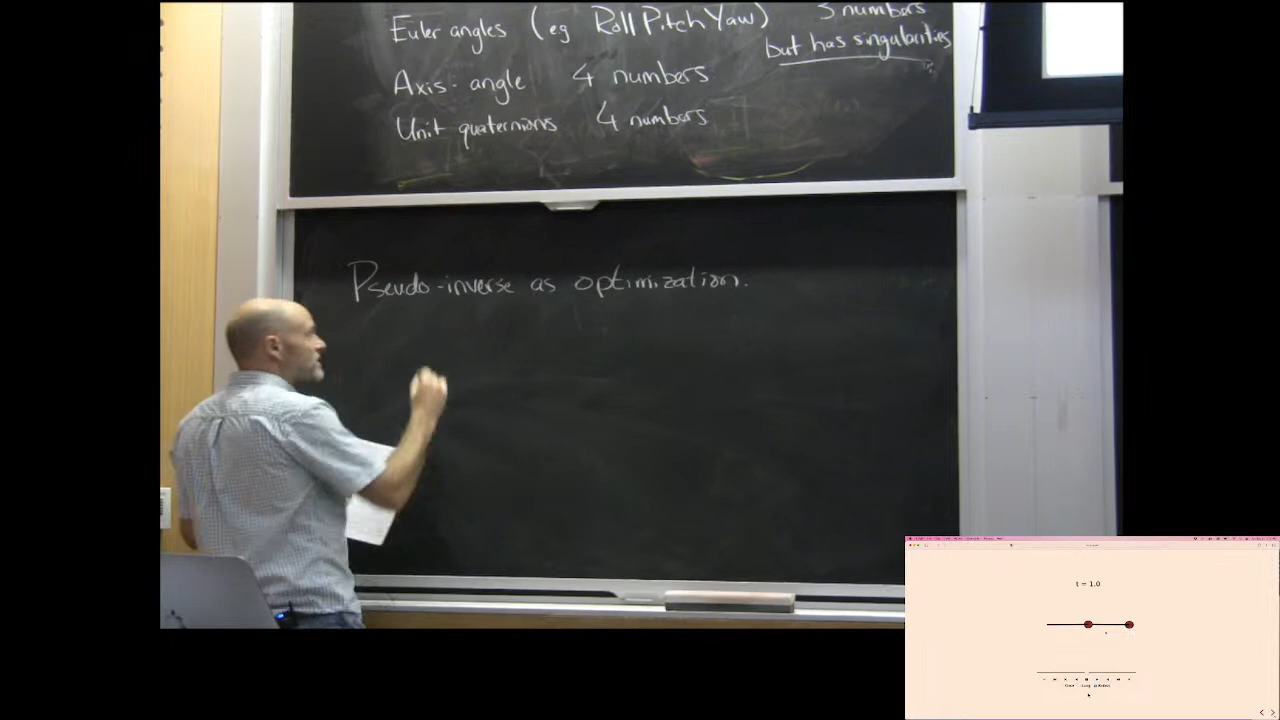 Euler angles (eg Roll Pitch Yaw) 3 numbers
but has singularities
Axis-angle 4 numbers
Unit quaternions 4 numbers
Pseudo-inverse as optimization.
t = 1.0